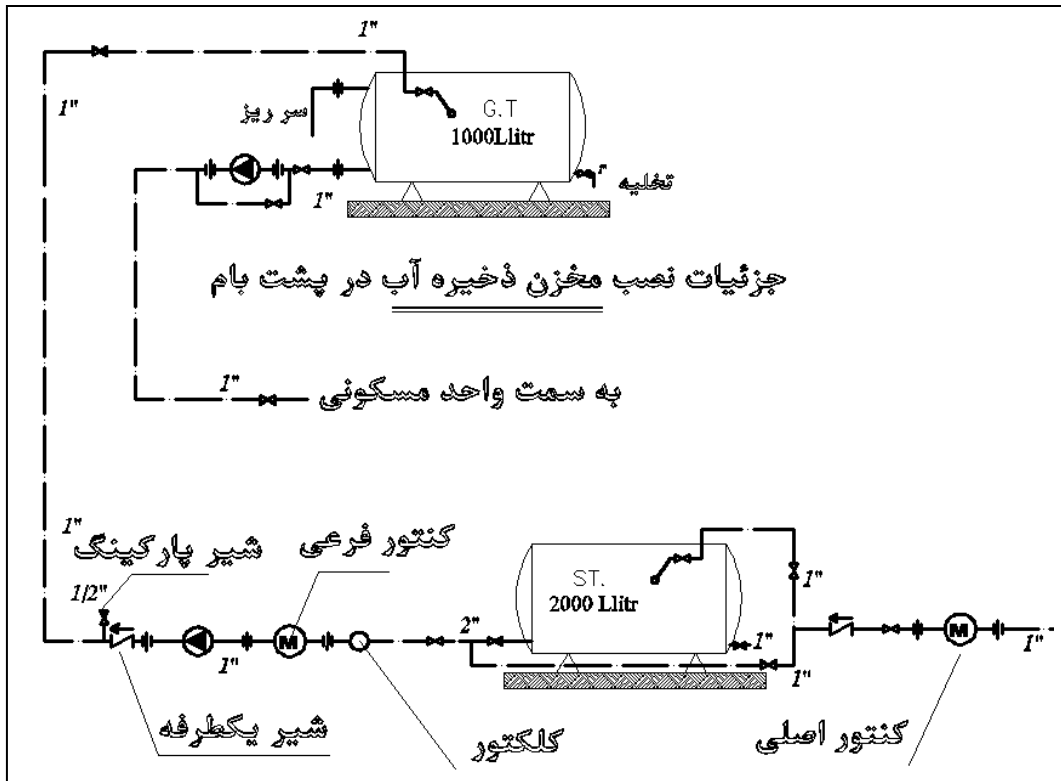 1"
1"
1"
سر ریز
G.T
1000Llitr
1"
1"
تخلیه
جزئیات نصب مخزن ذخیره آب در پشت بام
1"
به سمت واحد مسکونی
1"
شیر پارکینگ
کنتور فرعی
1/2"
ST.
2000 Llitr
1"
2"
M
1"
1"
1"
M
1"
شیر یکطرفه
کلکتور
کنتور اصلی